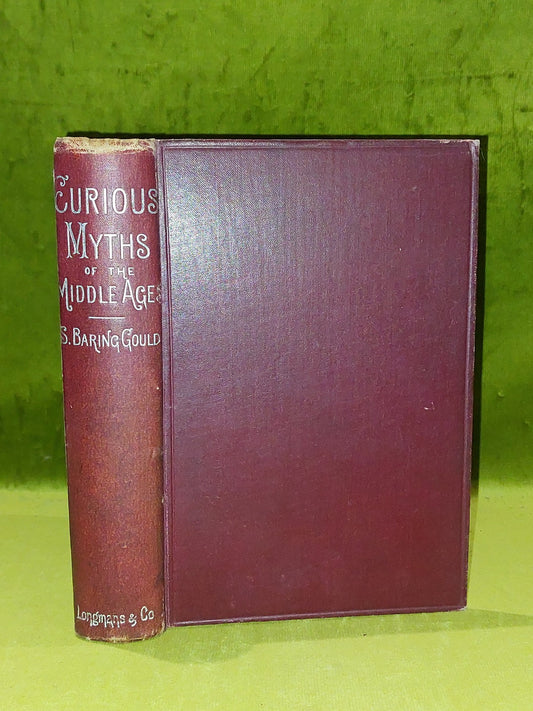 CURIOUS
MYTHS
OF THE
MIDDLE AGES
S. BARING GOULD
Longmans & Co